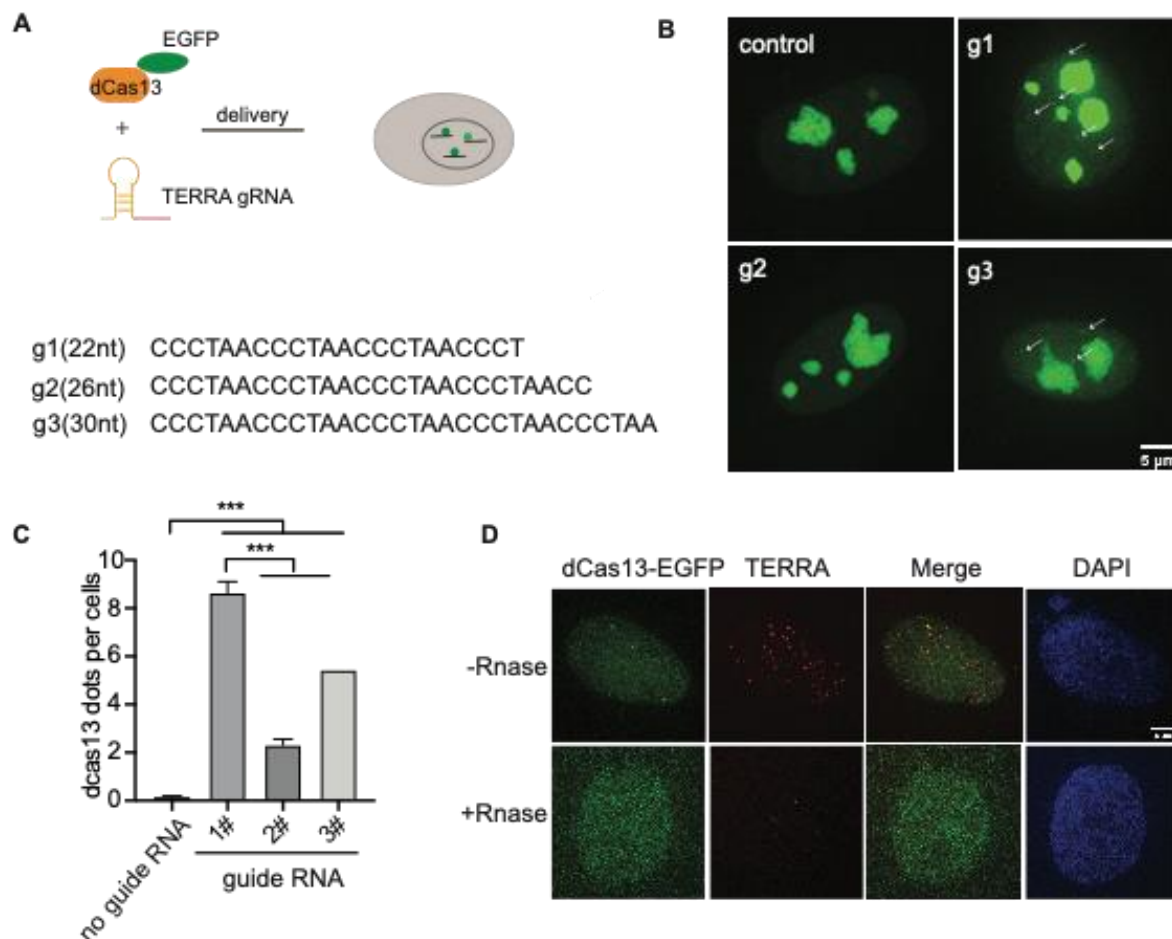 A
EGFP
dCas13
+
delivery
TERRA gRNA
g1(22nt) CCCTAACCCTAACCCTAACCCT
g2(26nt) CCCTAACCCTAACCCTAACCCTAACC
g3(30nt) CCCTAACCCTAACCCTAACCCTAACCCTAA
B
control
g1
g2
g3
5 μm
C
***
***
dcas13 dots per cells
10
8
6
4
2
0
no guide RNA
1#
2#
3#
guide RNA
D
dCas13-EGFP TERRA Merge DAPI
-Rnase
+Rnase